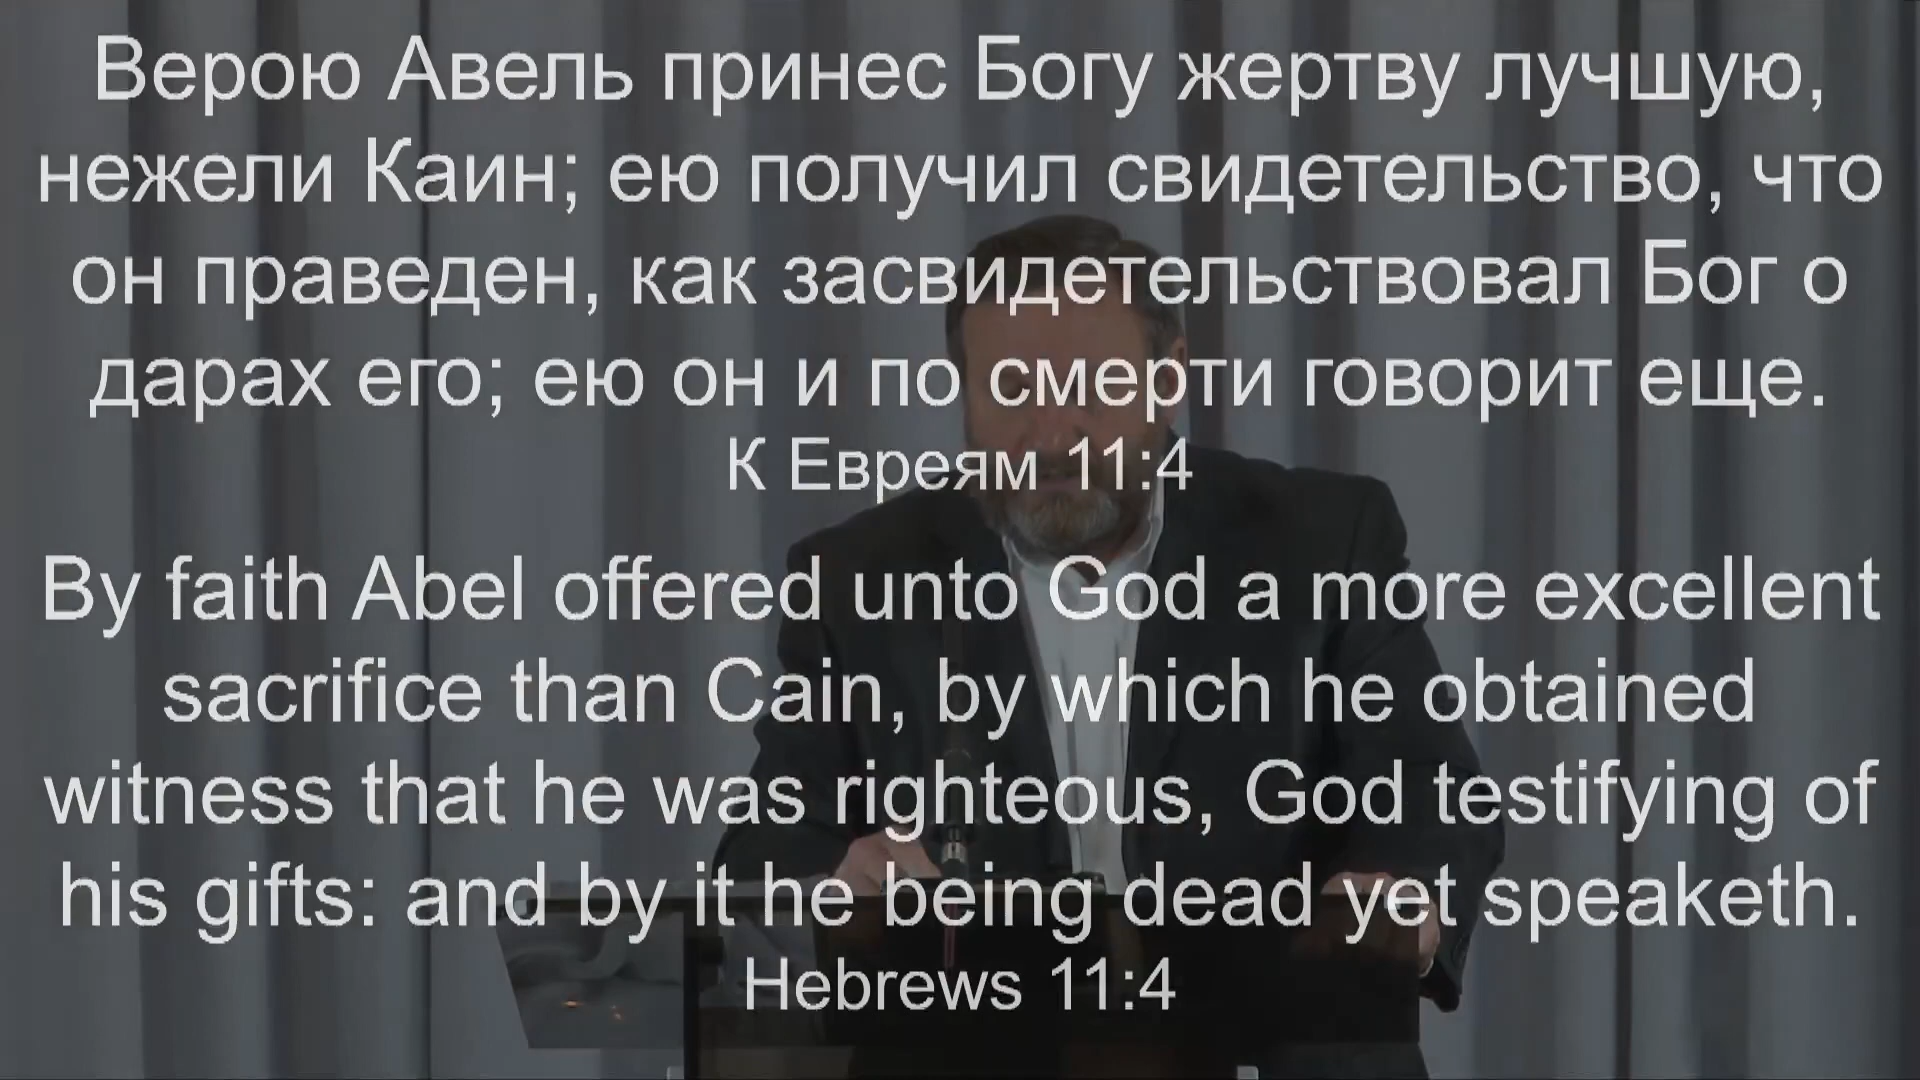 Верою Авель принес Богу жертву лучшую,
нежели Каин; ею получил свидетельство, что
он праведен, как засвидетельствовал Бог о
дарах его; ею он и по смерти говорит еще.
К Евреям 11:4
By faith Abel offered unto God a more excellent
sacrifice than Cain, by which he obtained
witness that he was righteous, God testifying of
his gifts: and by it he being dead yet speaketh.
Hebrews 11:4